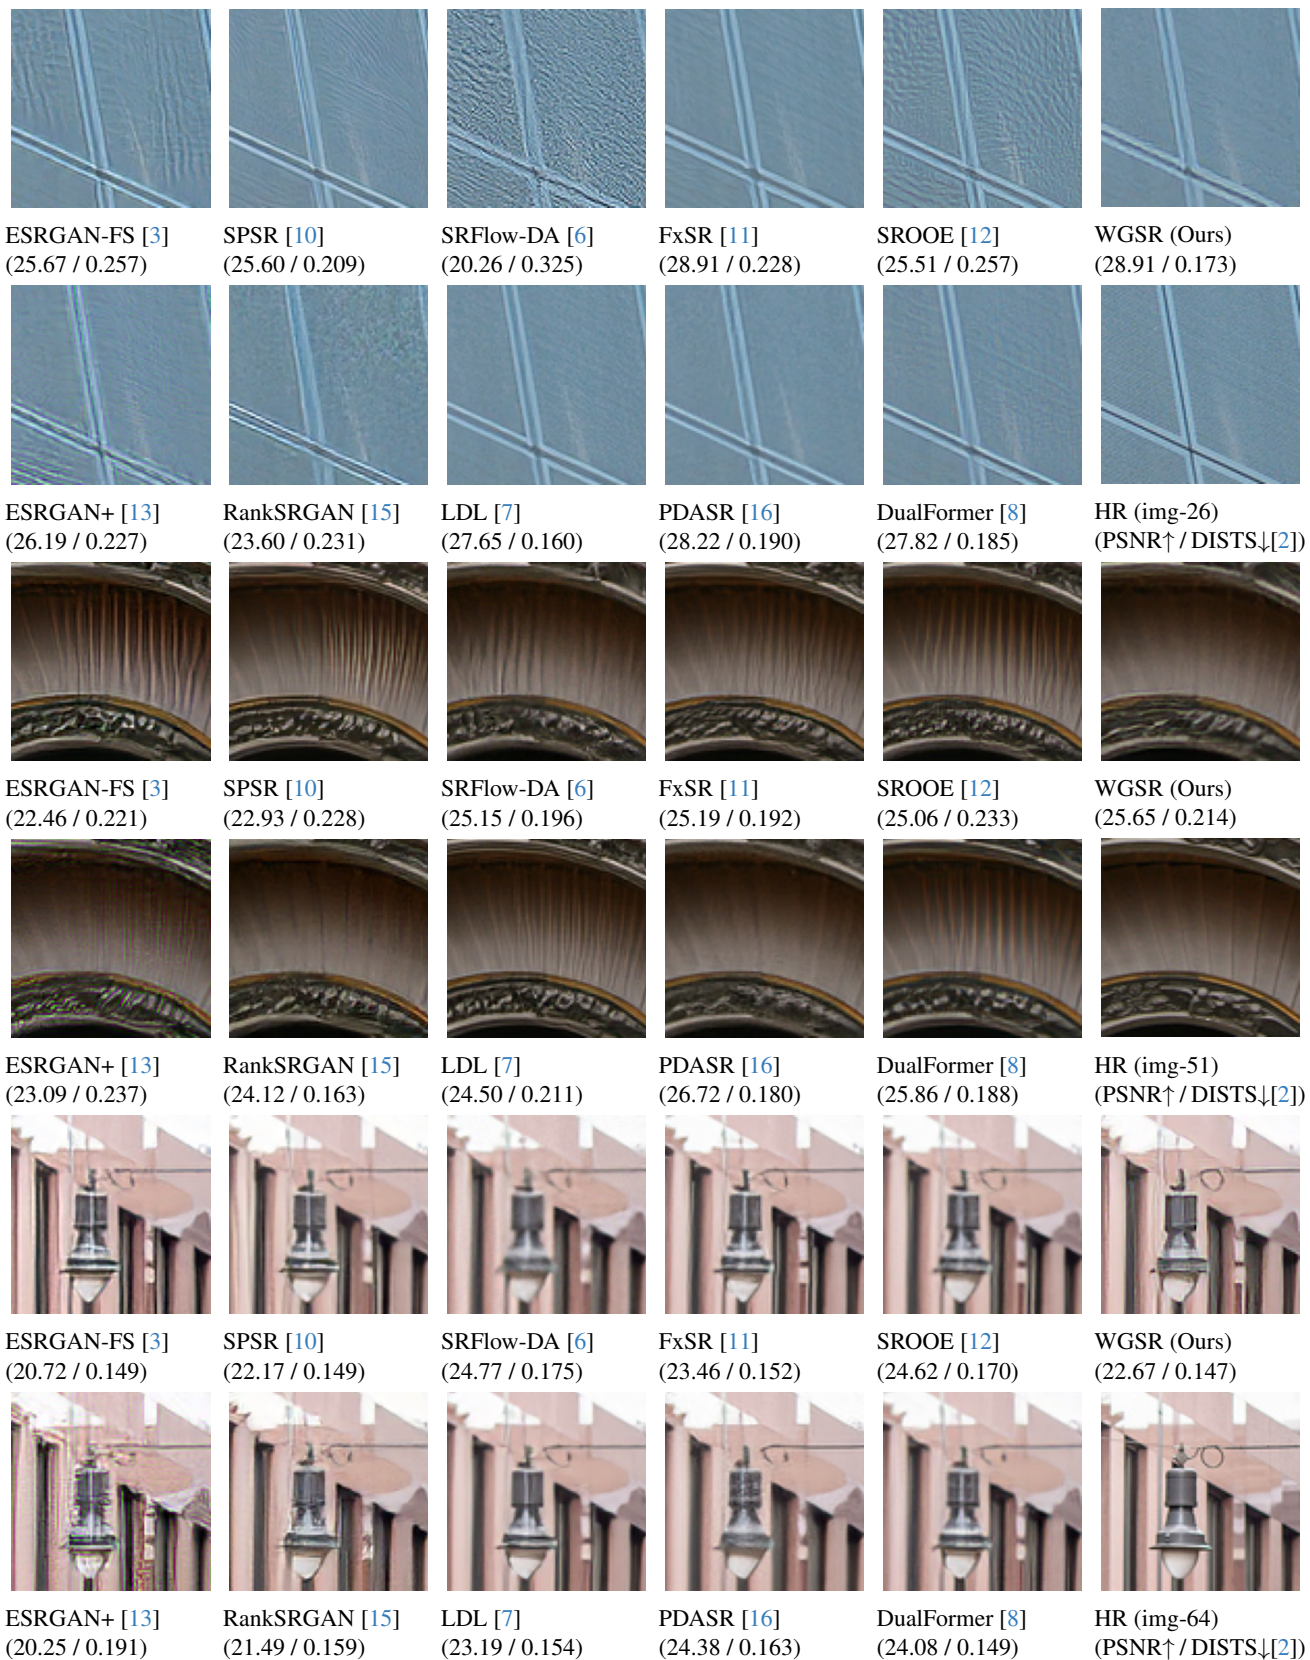 ESRGAN-FS [3] SPSR [10] SRFlow-DA [6] FxSR [11] SROOE [12] WGSR (Ours)
(25.67 / 0.257) (25.60 / 0.209) (20.26 / 0.325) (28.91 / 0.228) (25.51 / 0.257) (28.91 / 0.173)
ESRGAN+ [13] RankSRGAN [15] LDL [7] PDASR [16] DualFormer [8] HR (img-26)
(26.19 / 0.227) (23.60 / 0.231) (27.65 / 0.160) (28.22 / 0.190) (27.82 / 0.185) (PSNR↑ / DISTS↓[2])
ESRGAN-FS [3] SPSR [10] SRFlow-DA [6] FxSR [11] SROOE [12] WGSR (Ours)
(22.46 / 0.221) (22.93 / 0.228) (25.15 / 0.196) (25.19 / 0.192) (25.06 / 0.233) (25.65 / 0.214)
ESRGAN+ [13] RankSRGAN [15] LDL [7] PDASR [16] DualFormer [8] HR (img-51)
(23.09 / 0.237) (24.12 / 0.163) (24.50 / 0.211) (26.72 / 0.180) (25.86 / 0.188) (PSNR↑ / DISTS↓[2])
ESRGAN-FS [3] SPSR [10] SRFlow-DA [6] FxSR [11] SROOE [12] WGSR (Ours)
(20.72 / 0.149) (22.17 / 0.149) (24.77 / 0.175) (23.46 / 0.152) (24.62 / 0.170) (22.67 / 0.147)
ESRGAN+ [13] RankSRGAN [15] LDL [7] PDASR [16] DualFormer [8] HR (img-64)
(20.25 / 0.191) (21.49 / 0.159) (23.19 / 0.154) (24.38 / 0.163) (24.08 / 0.149) (PSNR↑ / DISTS↓[2])